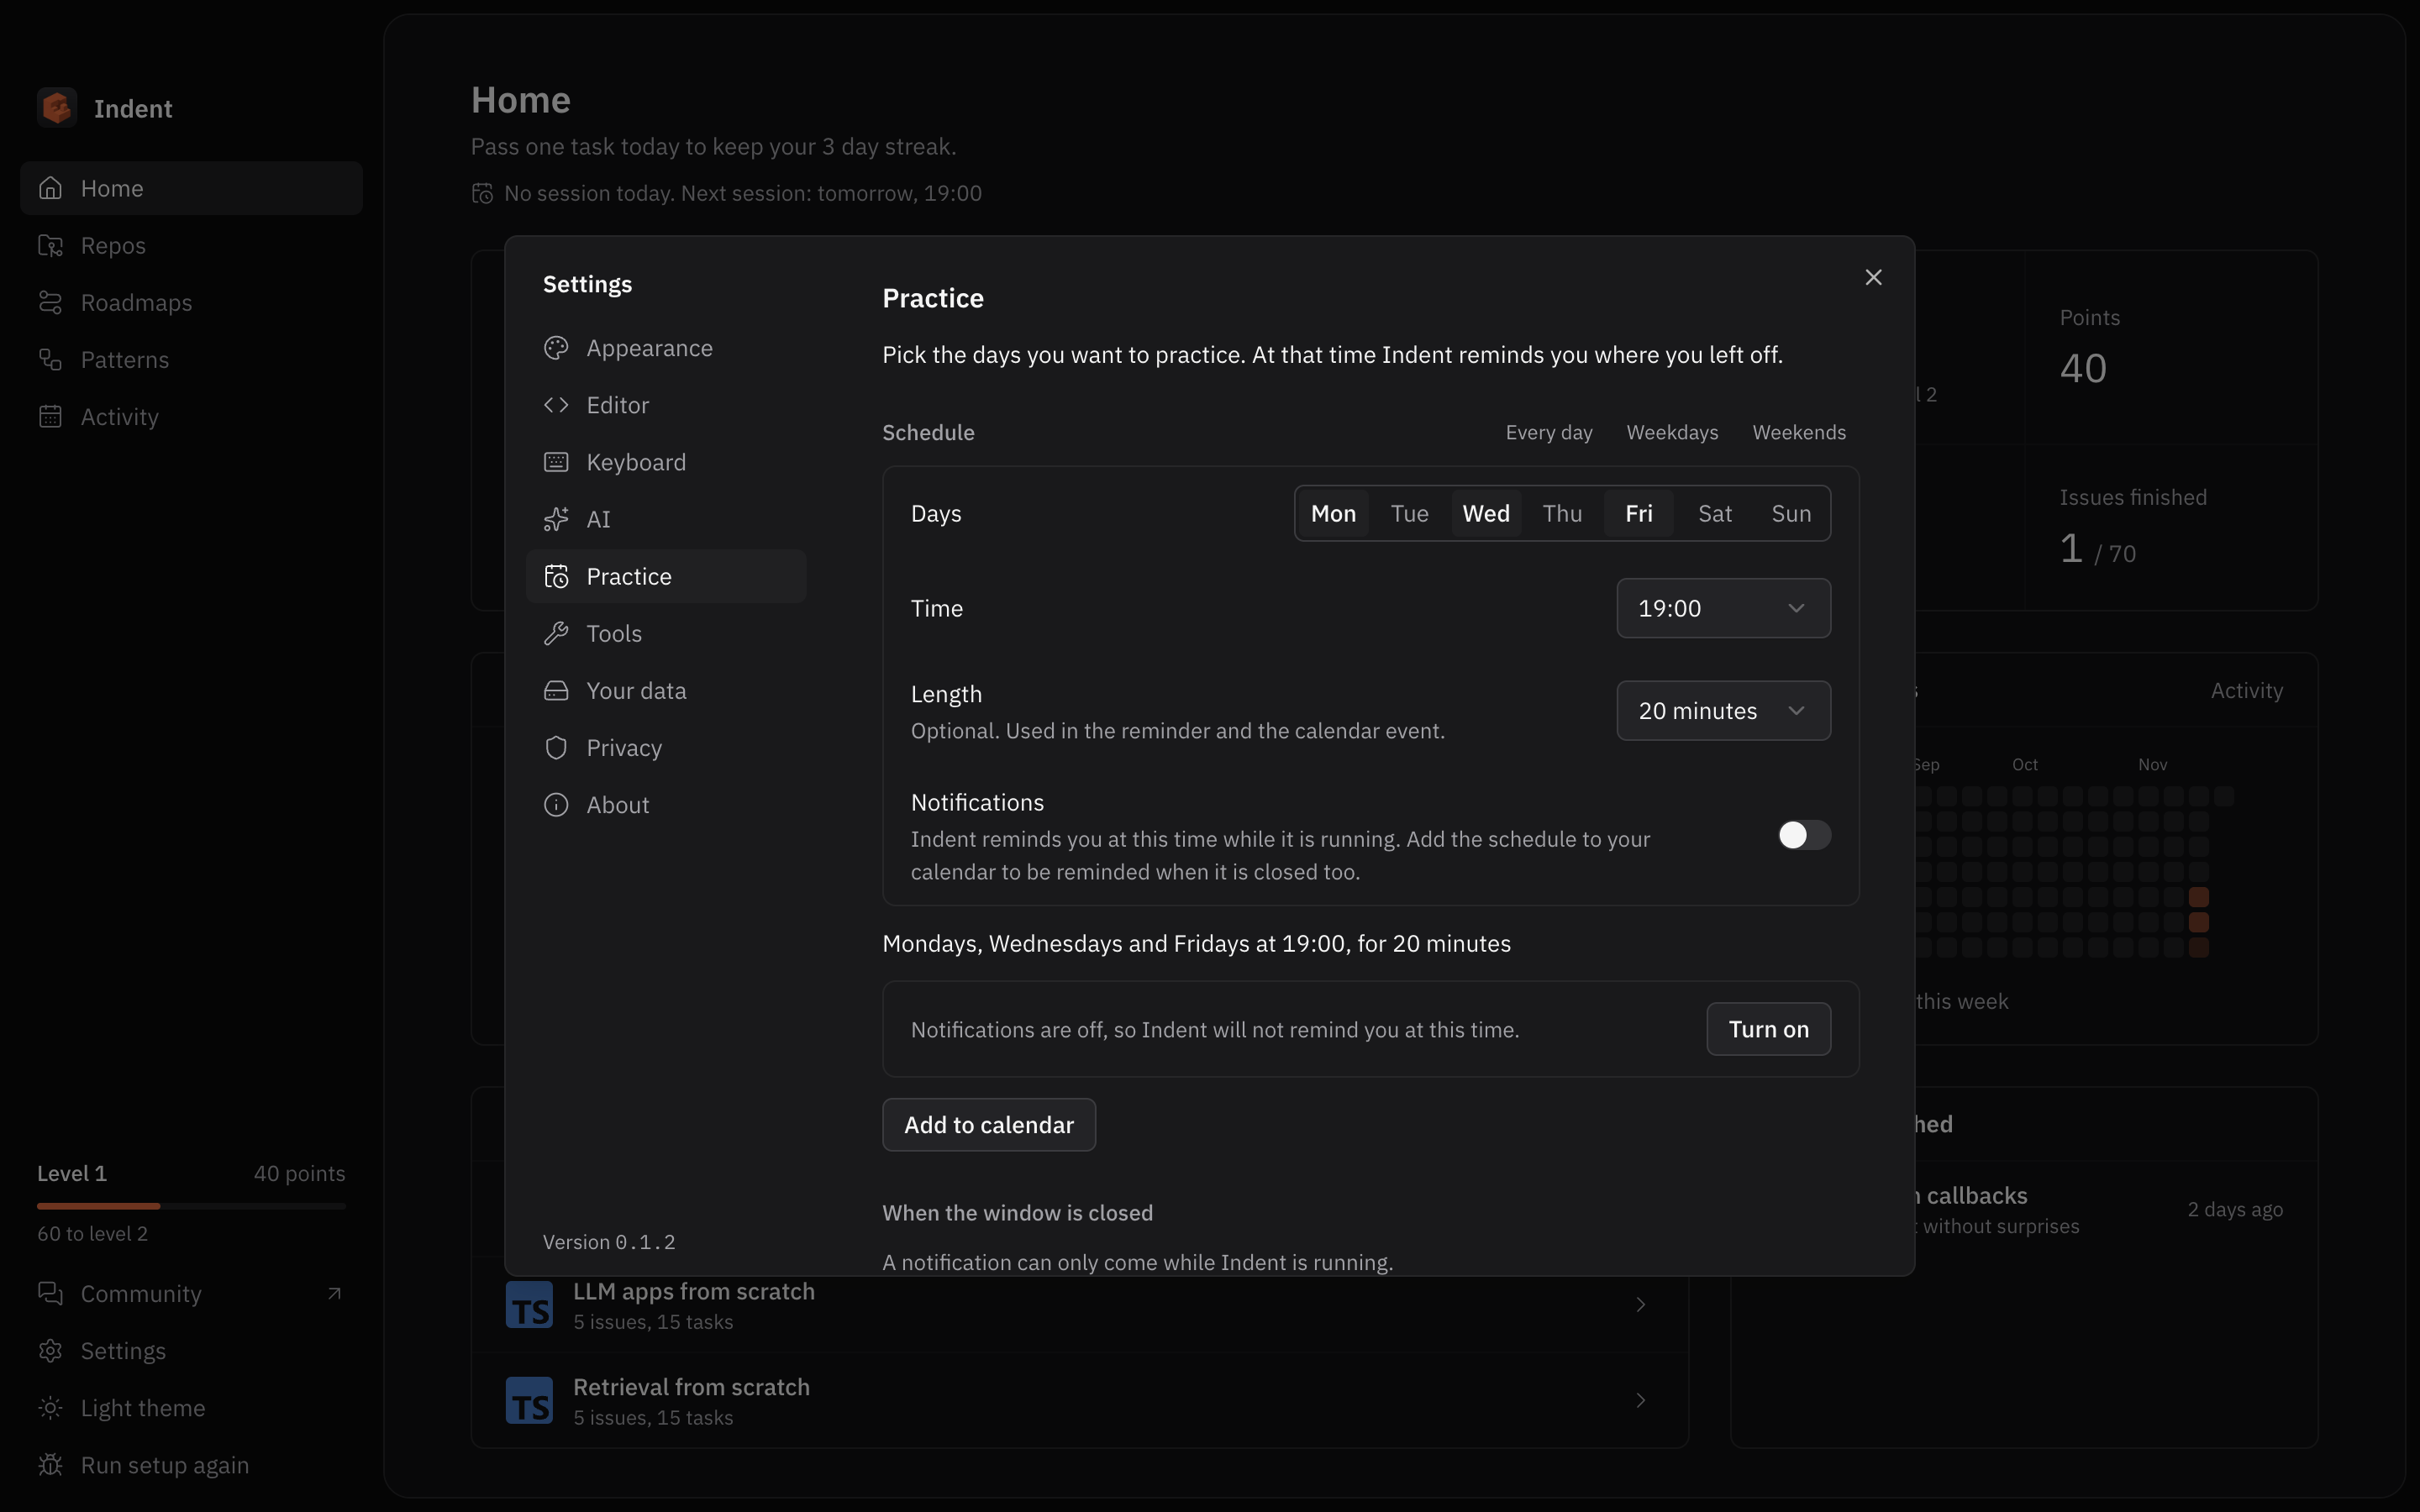 Indent
Home
Repos
Roadmaps
Patterns
Activity
Level 1
40 points
60 to level 2
Community
Settings
Light theme
Run setup again
Home
Pass one task today to keep your 3 day streak.
No session today. Next session: tomorrow, 19:00
Settings
Appearance
Editor
Keyboard
AI
Practice
Tools
Your data
Privacy
About
Version 0.1.2
Practice
Pick the days you want to practice. At that time Indent reminds you where you left off.
Schedule
Every day
Weekdays
Weekends
Days
Mon Tue Wed Thu Fri Sat Sun
Time
19:00
Length
Optional. Used in the reminder and the calendar event.
20 minutes
Notifications
Indent reminds you at this time while it is running. Add the schedule to your
calendar to be reminded when it is closed too.
Mondays, Wednesdays and Fridays at 19:00, for 20 minutes
Notifications are off, so Indent will not remind you at this time.
Turn on
Add to calendar
When the window is closed
A notification can only come while Indent is running.
Points
40
2
Issues finished
1 / 70
Activity
Oct
Nov
this week
callbacks
without surprises
2 days ago
LLM apps from scratch
5 issues, 15 tasks
Retrieval from scratch
5 issues, 15 tasks